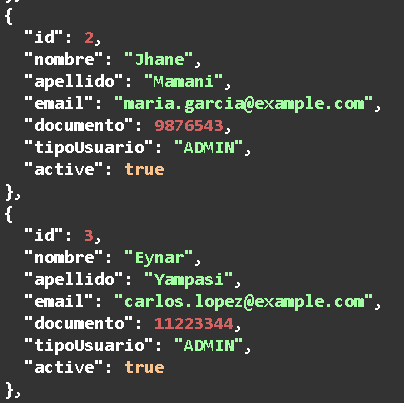 {
"id": 2,
"nombre": "Jhane",
"apellido": "Mamani",
"email": "maria.garcia@example.com",
"documento": 9876543,
"tipoUsuario": "ADMIN",
"active": true
},
{
"id": 3,
"nombre": "Eynar",
"apellido": "Yampasi",
"email": "carlos.lopez@example.com",
"documento": 11223344,
"tipoUsuario": "ADMIN",
"active": true
},